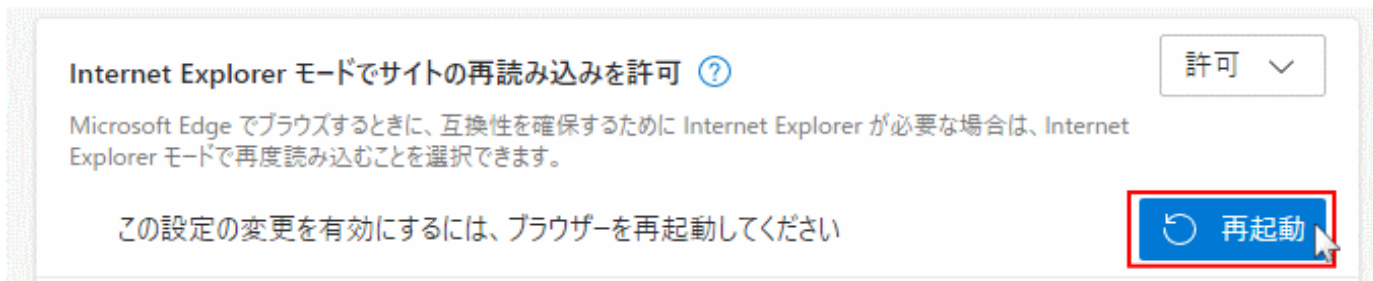 Internet Explorer モードでサイトの再読み込みを許可 ?
許可
Microsoft Edge でブラウズするときに、互換性を確保するために Internet Explorer が必要な場合は、Internet
Explorer モードで再度読み込むことを選択できます。
この設定の変更を有効にするには、ブラウザーを再起動してください
再起動